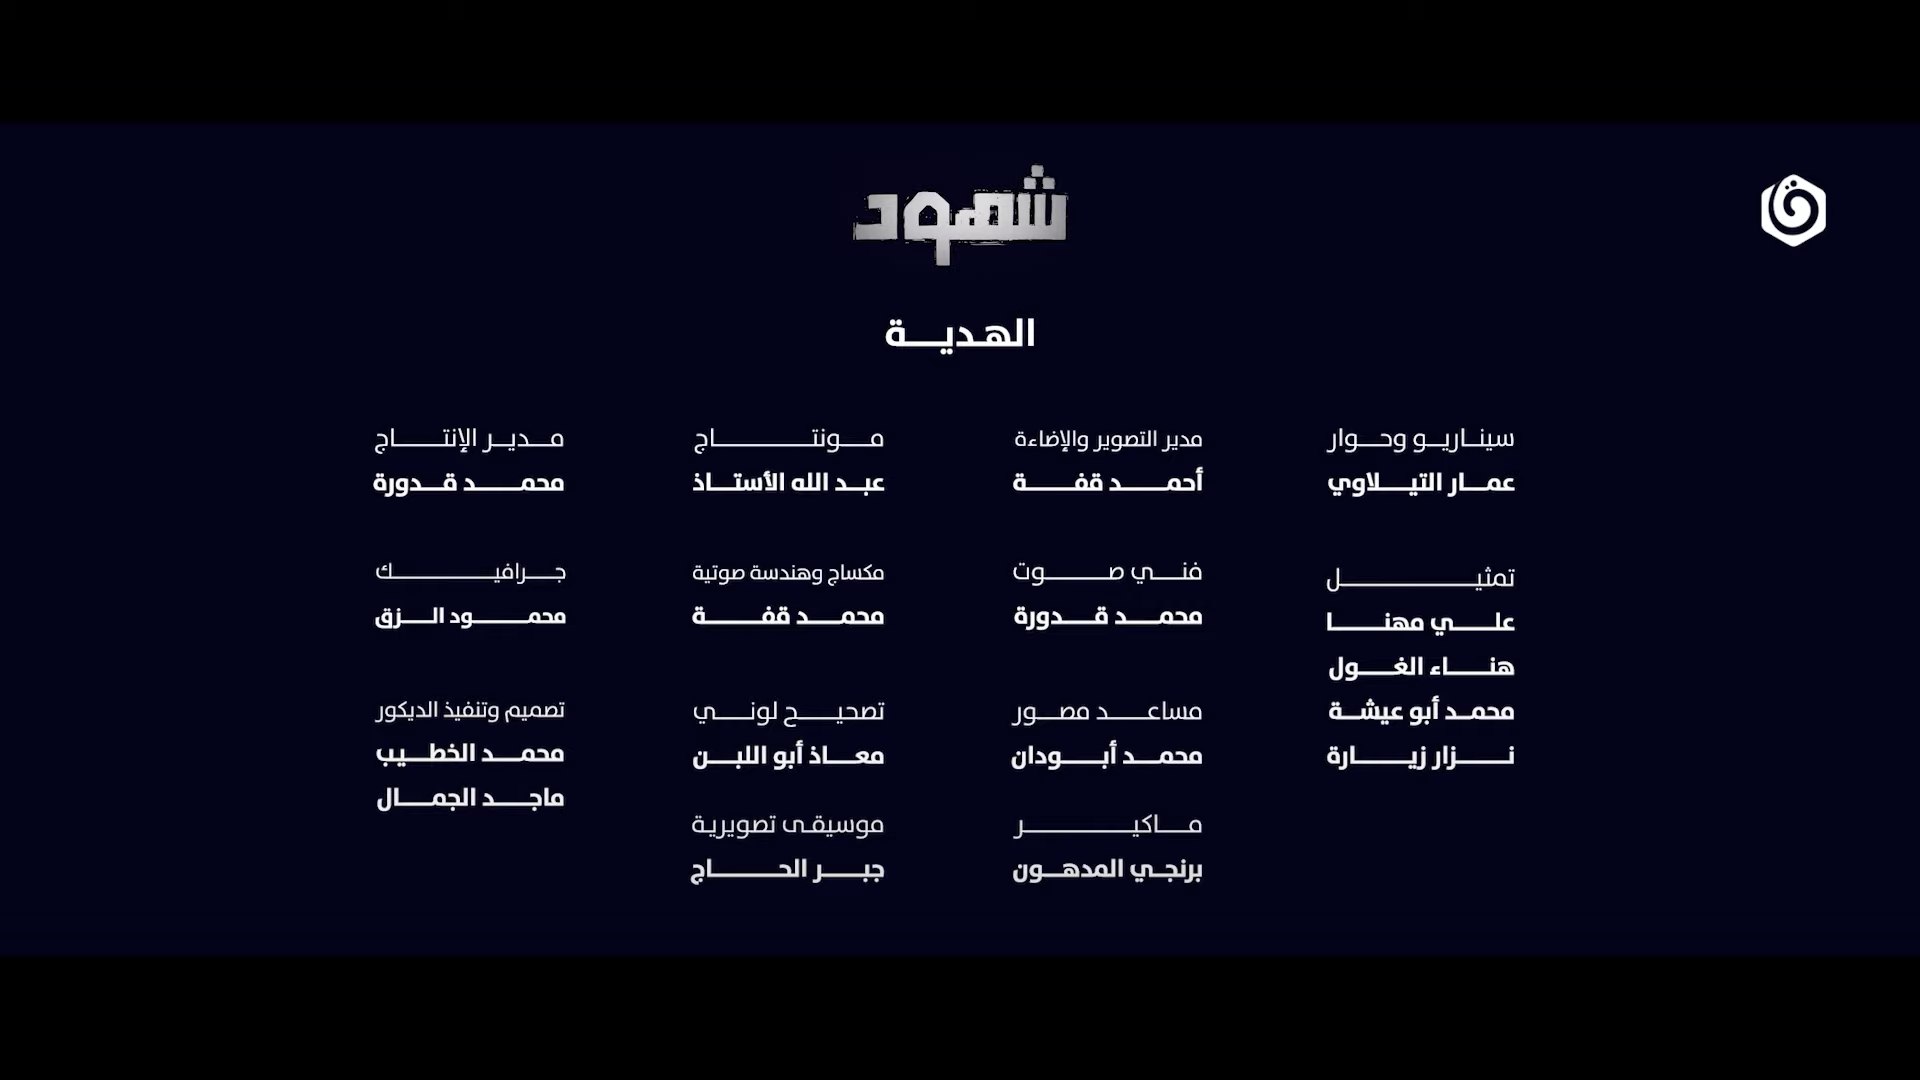 شهود
الهدية
سيناريو وحوار
عمار التيلاوي
تمثيل
علي مهنا
هناء الغول
محمد أبو عيشة
نزار زيارة
مدير التصوير والإضاءة
أحمد قفة
فني صوت
محمد قدورة
مساعد مصور
محمد أبودان
ماكير
برنجي المدهون
مونتاج
عبد الله الأستاذ
مكساج وهندسة صوتية
محمد قفة
تصحيح لوني
معاذ أبو اللبن
موسيقى تصويرية
جبر الحاج
مدير الإنتاج
محمد قدورة
جرافيك
محمود الزق
تصميم وتنفيذ الديكور
محمد الخطيب
ماجد الجمال